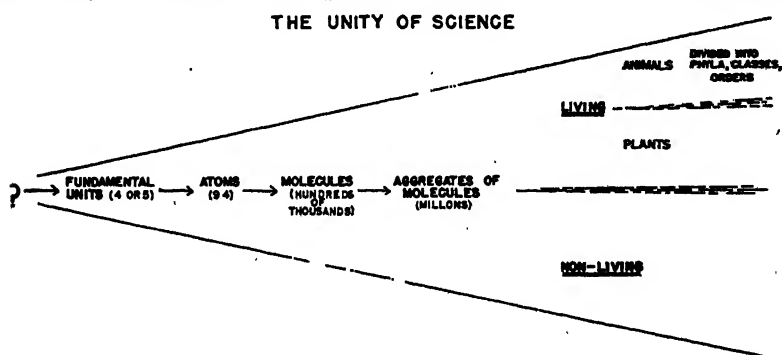 THE UNITY OF SCIENCE
ANIMALS
DIVIDED INTO
PHYLA, CLASSES,
ORDERS
LIVING
PLANTS
?
FUNDAMENTAL
UNITS (4 OR 5)
ATOMS
(94)
MOLECULES
(HUNDREDS
OF
THOUSANDS)
AGGREGATES OF
MOLECULES
(MILLONS)
NON-LIVING